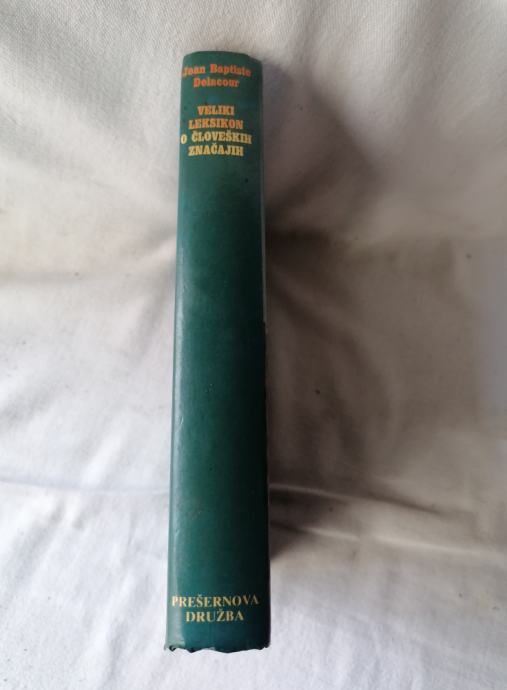 Jean Baptiste
Delacour
VELIKI
LEKSIKON
O ČLOVEŠKIH
ZNAČAJIH
PREŠERNOVA
DRUŽBA